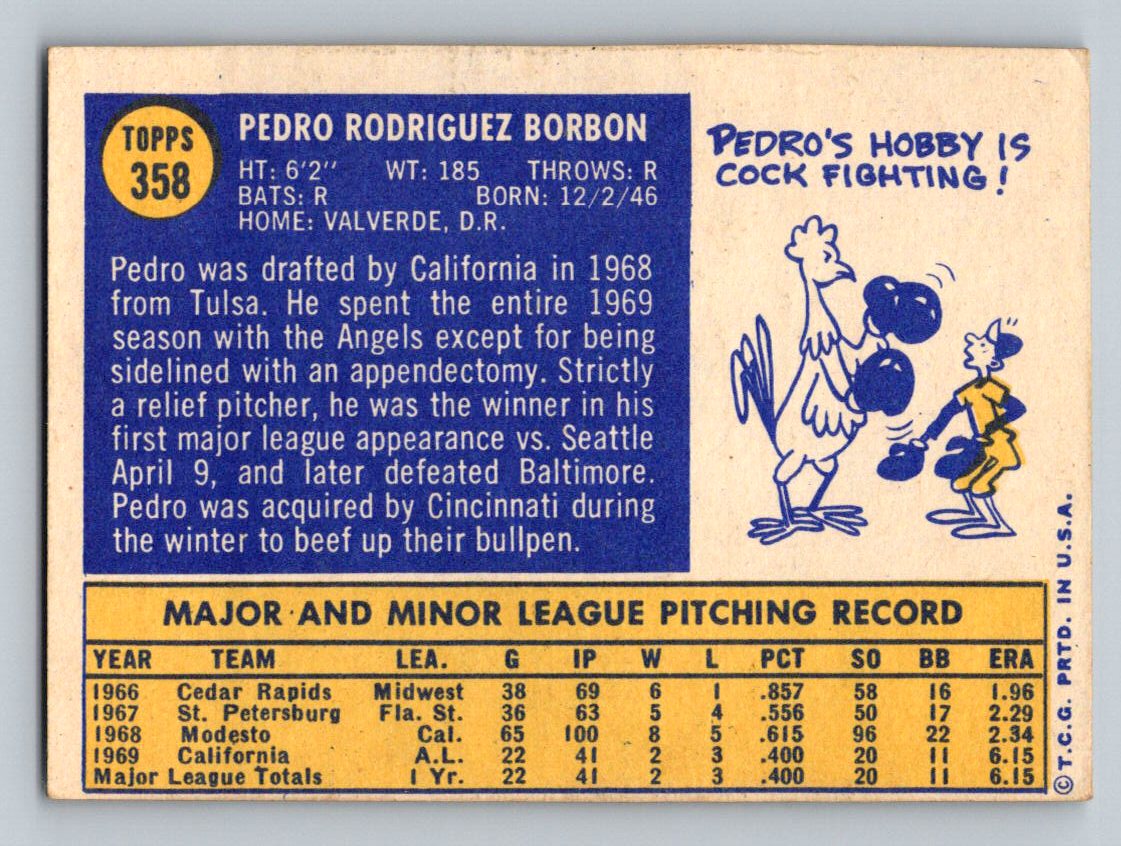 TOPPS
358
PEDRO RODRIGUEZ BORBON
HT: 6'2" WT: 185 THROWS: R
BATS: R BORN: 12/2/46
HOME: VALVERDE, D.R.
Pedro was drafted by California in 1968
from Tulsa. He spent the entire 1969
season with the Angels except for being
sidelined with an appendectomy. Strictly
a relief pitcher, he was the winner in his
first major league appearance vs. Seattle
April 9, and later defeated Baltimore.
Pedro was acquired by Cincinnati during
the winter to beef up their bullpen.
PEDRO'S HOBBY IS
COCK FIGHTING!
MAJOR AND MINOR LEAGUE PITCHING RECORD
YEAR TEAM LEA. G IP W L PCT SO BB ERA
1966 Cedar Rapids Midwest 38 69 6 1 .857 58 16 1.96
1967 St. Petersburg Fla. St. 36 63 5 4 .556 50 17 2.29
1968 Modesto Cal. 65 100 8 5 .615 96 22 2.34
1969 California A.L. 22 41 2 3 .400 20 11 6.15
Major League Totals 1 Yr. 22 41 2 3 .400 20 11 6.15
© T.C.G. PRTD. IN U.S.A.